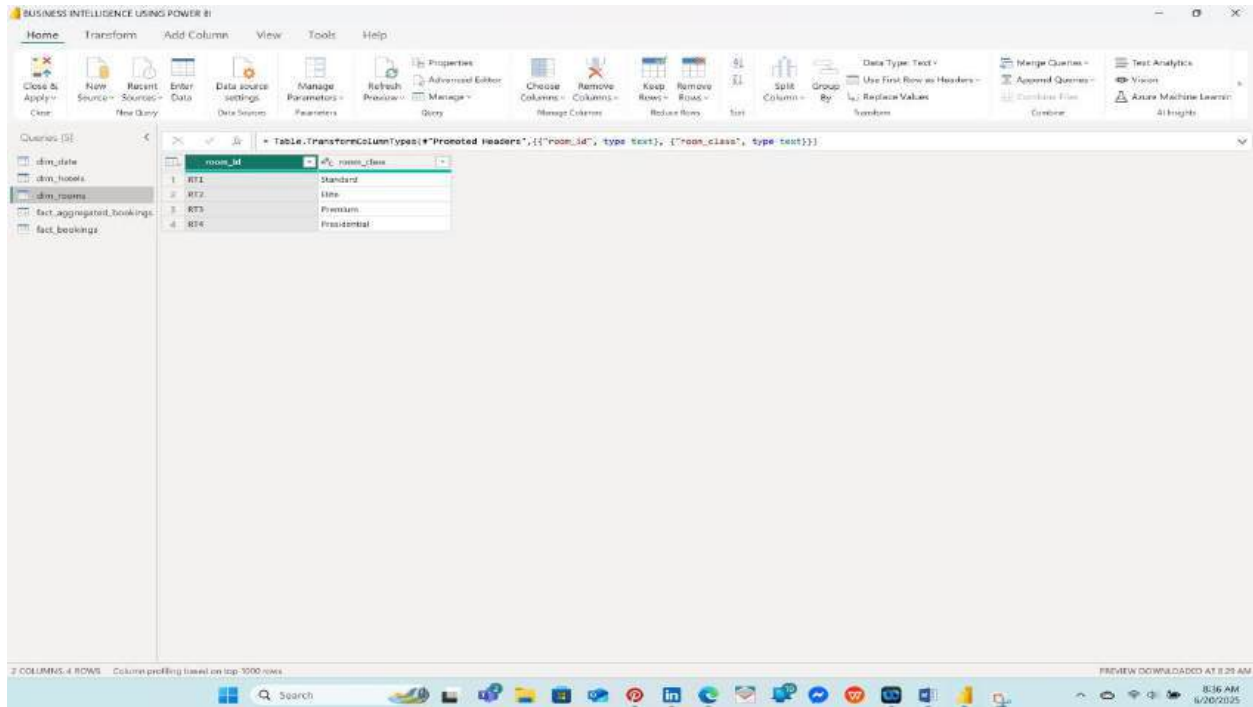 BUSINESS INTELLIGENCE USING POWER BI
Home Transform Add Column View Tools Help
Close & Apply
New Source
Recent Sources
Enter Data
Data source settings
Manage Parameters
Refresh Preview
Properties
Advanced Editor
Manage
Choose Columns
Remove Columns
Keep Rows
Remove Rows
Split Column
Group By
Data Type: Text
Use First Row as Headers
Replace Values
Merge Queries
Append Queries
Combine Files
Text Analytics
Vision
Azure Machine Learnin
Close New Query Data Sources Parameters Query Manage Columns Reduce Rows Sort Transform Combine AI Insights
Queries [5]
= Table.TransformColumnTypes(#"Promoted Headers",{{"room_id", type text}, {"room_class", type text}})
dim_date
dim_hotels
dim_rooms
fact_aggregated_bookings
fact_bookings
room_id room_class
1 RT1 Standard
2 RT2 Elite
3 RT3 Premium
4 RT4 Presidential
2 COLUMNS, 4 ROWS Column profiling based on top 1000 rows
PREVIEW DOWNLOADED AT 8:29 AM
Search
8:36 AM
6/20/2025